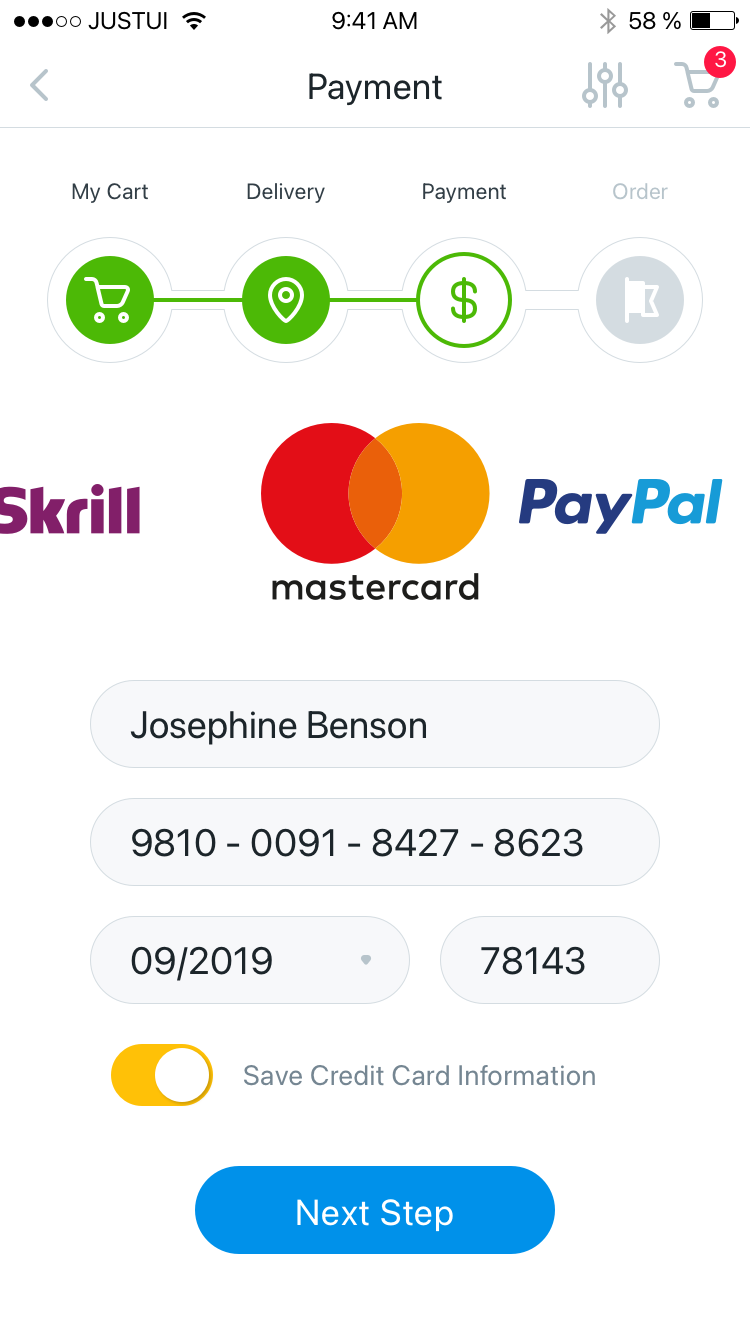 JUSTUI 9:41 AM 58 %
Payment 3
My Cart Delivery Payment Order
$
Skrill mastercard PayPal
Josephine Benson
9810 - 0091 - 8427 - 8623
09/2019 78143
Save Credit Card Information
Next Step